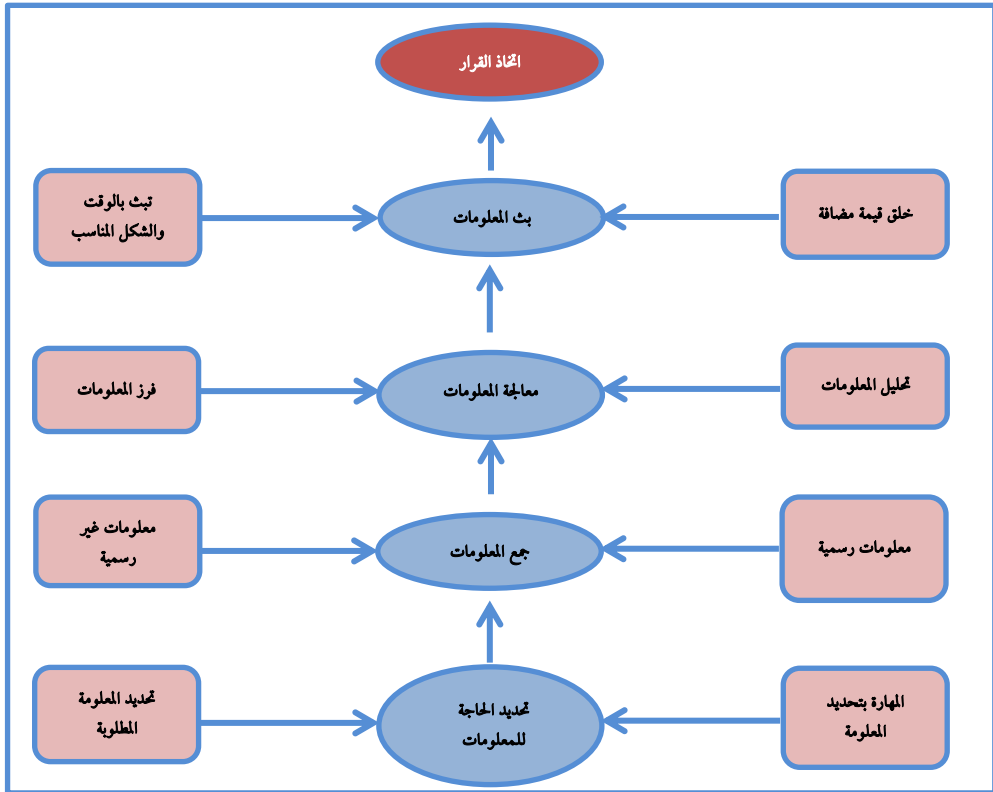 اتخاذ القرار
خلق قيمة مضافة
بث المعلومات
تبث بالوقت
والشكل المناسب
تحليل المعلومات
معالجة المعلومات
فرز المعلومات
معلومات رسمية
جمع المعلومات
معلومات غير
رسمية
المهارة بتحديد
المعلومة
تحديد الحاجة
للمعلومات
تحديد المعلومة
المطلوبة